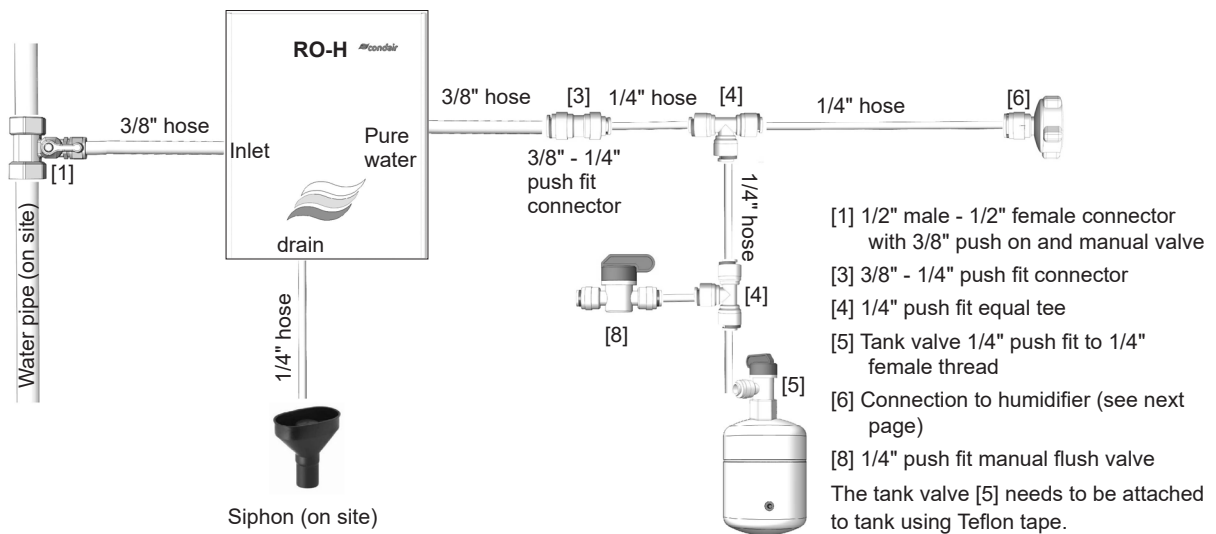 RO-H condair
3/8" hose
[3]
1/4" hose
[4]
1/4" hose
[6]
3/8" hose
Inlet
Pure
water
[1]
3/8" - 1/4"
push fit
connector
1/4" hose
drain
Water pipe (on site)
1/4" hose
[8]
[4]
[5]
Siphon (on site)
[1] 1/2" male - 1/2" female connector
with 3/8" push on and manual valve
[3] 3/8" - 1/4" push fit connector
[4] 1/4" push fit equal tee
[5] Tank valve 1/4" push fit to 1/4"
female thread
[6] Connection to humidifier (see next
page)
[8] 1/4" push fit manual flush valve
The tank valve [5] needs to be attached
to tank using Teflon tape.